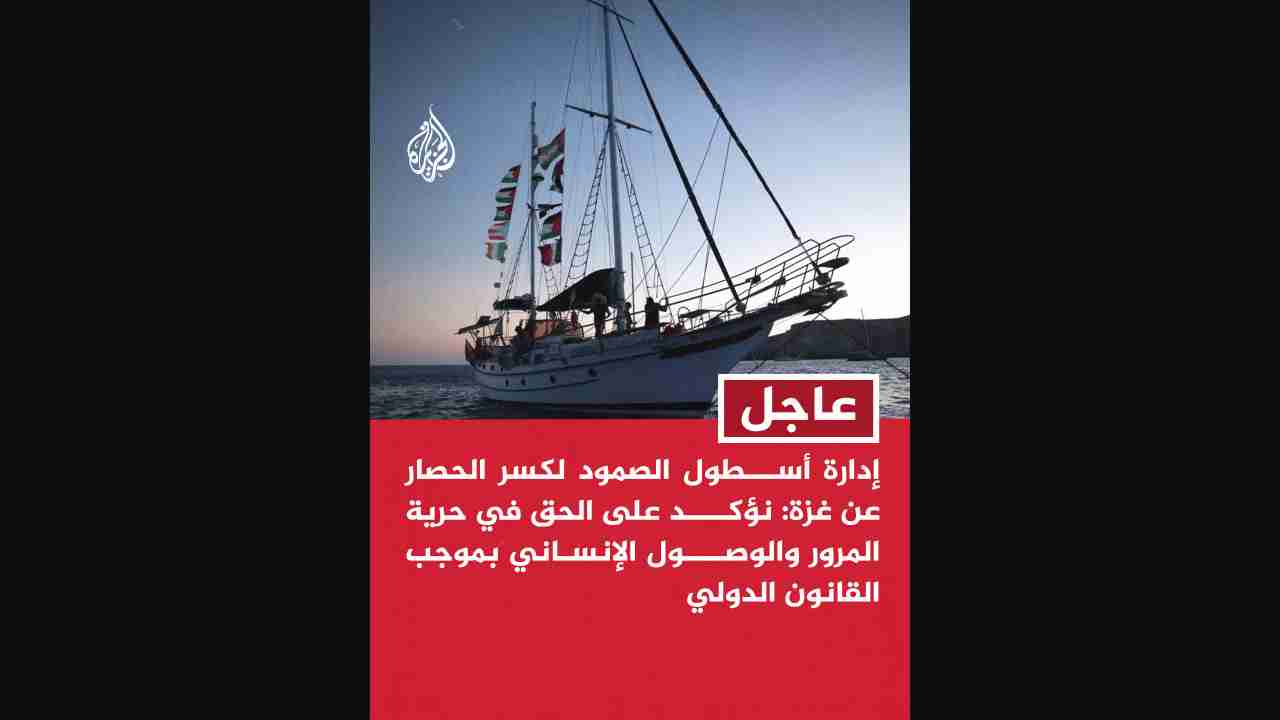 الجزيرة
عاجل
إدارة أسطول الصمود لكسر الحصار
عن غزة: نؤكد على الحق في حرية
المرور والوصول الإنساني بموجب
القانون الدولي